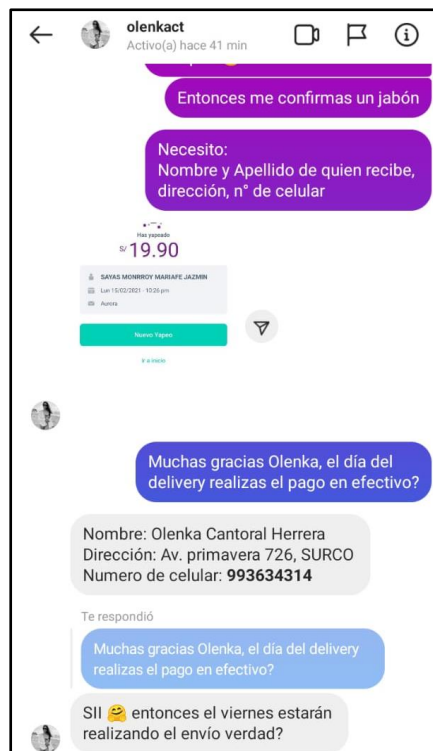 olenkact
Activo(a) hace 41 min
Entonces me confirmas un jabón
Necesito:
Nombre y Apellido de quien recibe,
dirección, n° de celular
Has yapeado
S/ 19.90
SAYAS MONRROY MARIAFE JAZMIN
Lun 15/02/2021 - 10:26 pm
Aurora
Nuevo Yapeo
Ir a inicio
Muchas gracias Olenka, el día del
delivery realizas el pago en efectivo?
Nombre: Olenka Cantoral Herrera
Dirección: Av. primavera 726, SURCO
Numero de celular: 993634314
Te respondió
Muchas gracias Olenka, el día del delivery
realizas el pago en efectivo?
SII 🤗 entonces el viernes estarán
realizando el envío verdad?